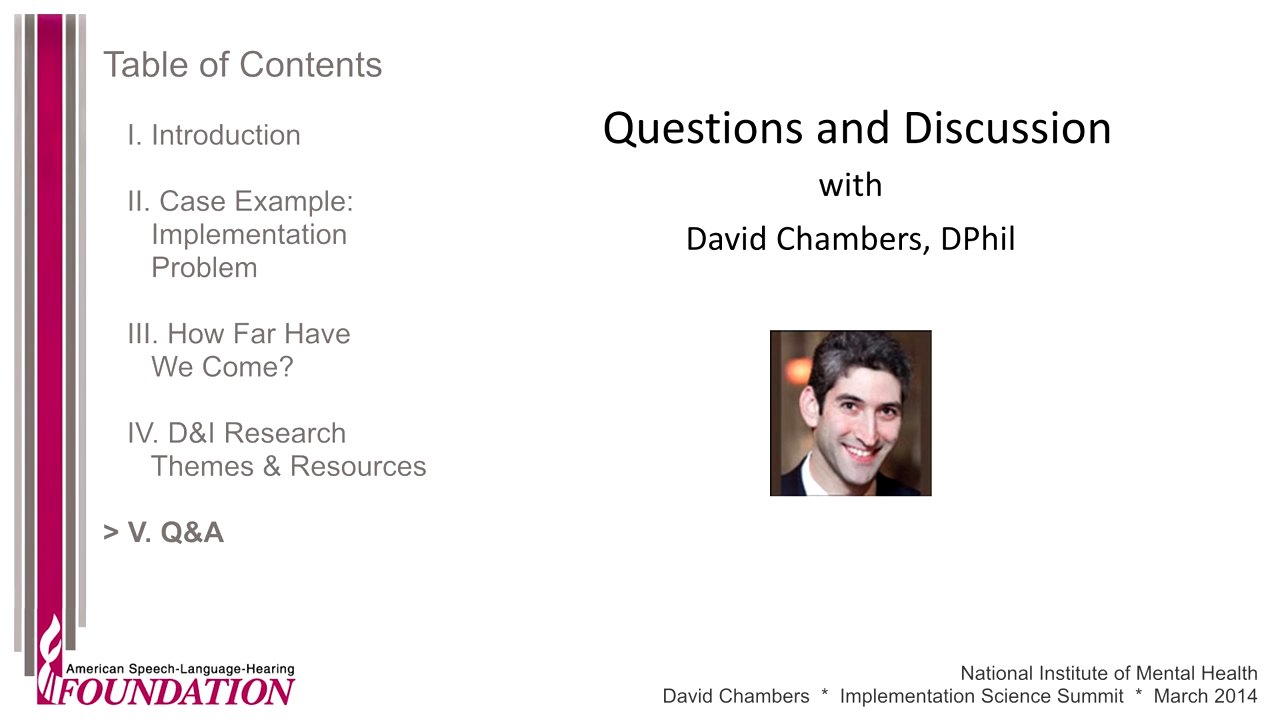 Table of Contents
I. Introduction
II. Case Example:
Implementation
Problem
III. How Far Have
We Come?
IV. D&I Research
Themes & Resources
> V. Q&A
Questions and Discussion
with
David Chambers, DPhil
American Speech-Language-Hearing
FOUNDATION
National Institute of Mental Health
David Chambers * Implementation Science Summit * March 2014